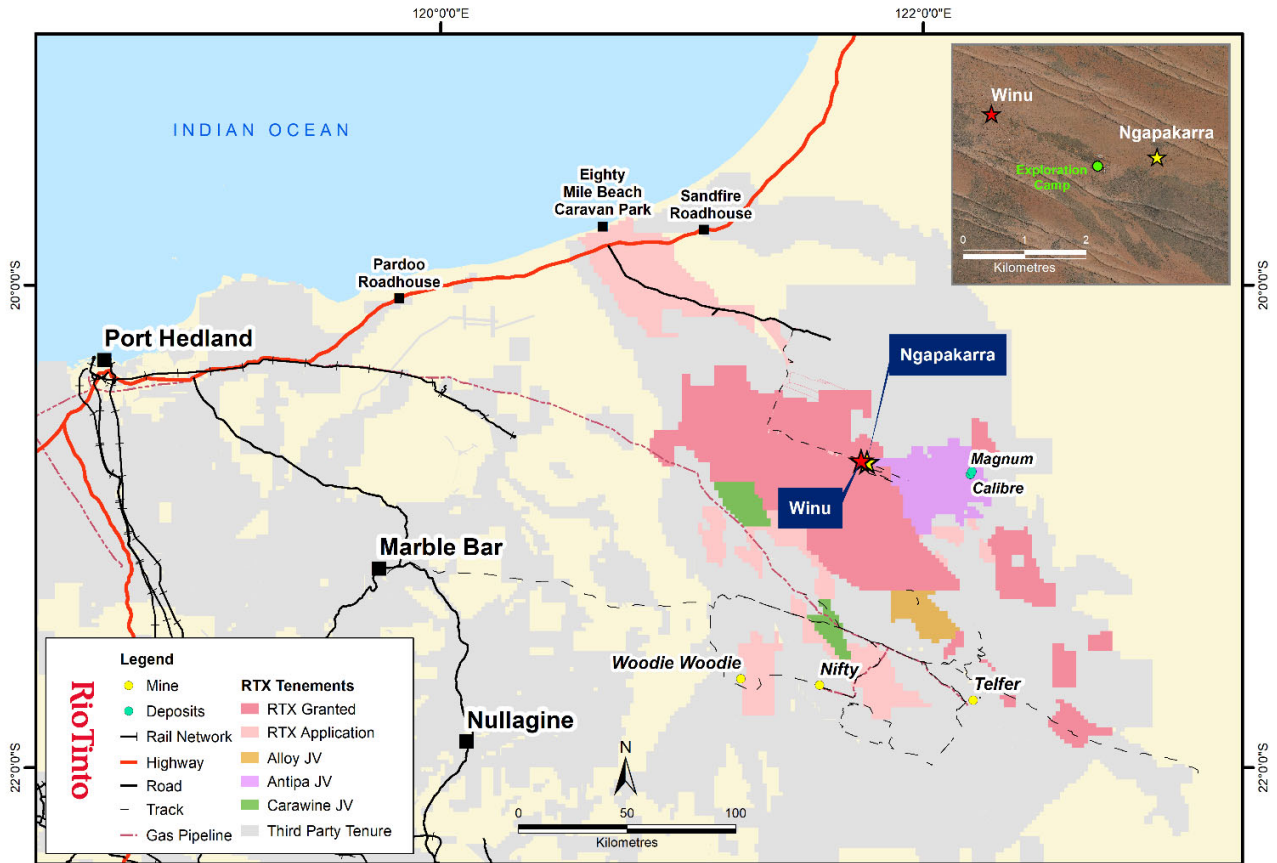 120°0'0"E
122°0'0"E
INDIAN OCEAN
Winu
Ngapakarra
Exploration
Camp
0 1 2
Kilometres
Eighty
Mile Beach
Caravan Park
Sandfire
Roadhouse
Pardoo
Roadhouse
20°0'0"S
20°0'0"S
Port Hedland
Ngapakarra
Magnum
Calibre
Winu
Marble Bar
Woodie Woodie
Nifty
Telfer
Nullagine
N
22°0'0"S
22°0'0"S
0 50 100
Kilometres
RioTinto
Legend
Mine
Deposits
Rail Network
Highway
Road
Track
Gas Pipeline
RTX Tenements
RTX Granted
RTX Application
Alloy JV
Antipa JV
Carawine JV
Third Party Tenure